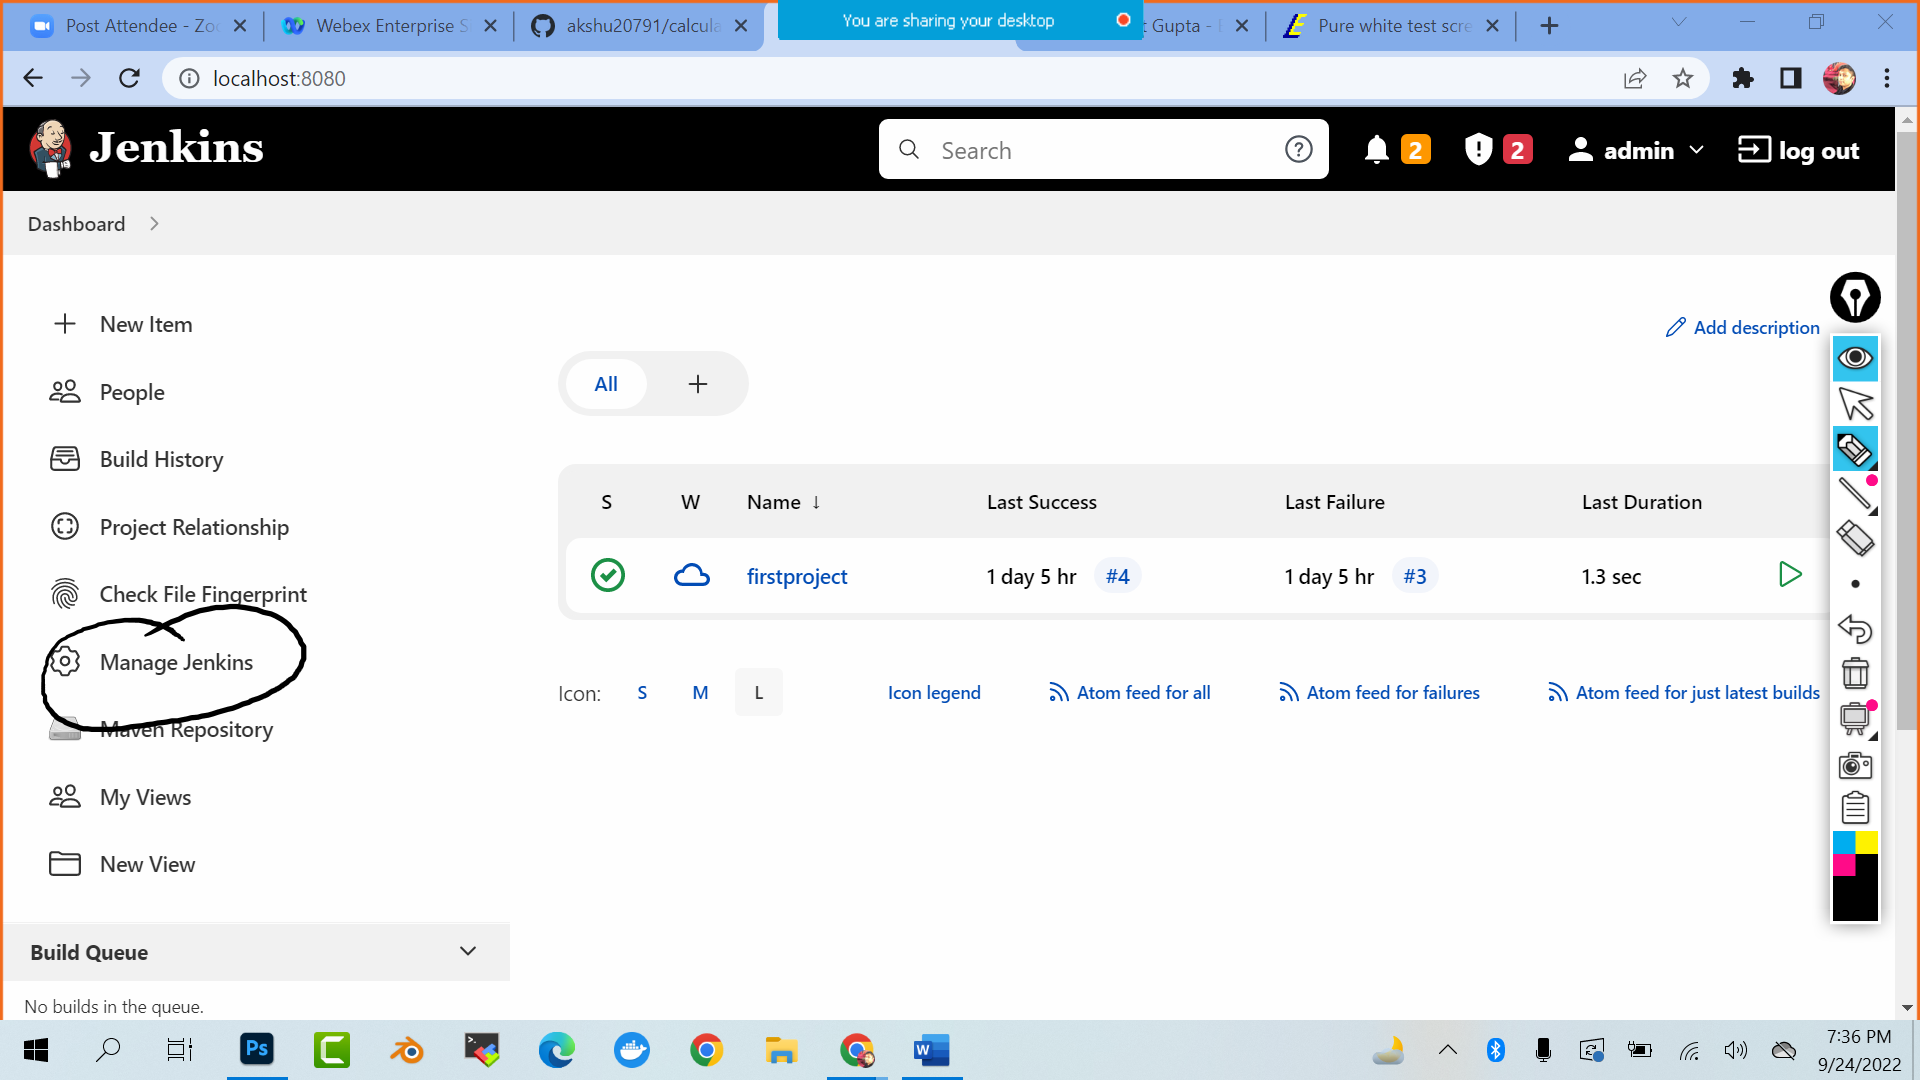 Post Attendee - Zoo
Webex Enterprise S
akshu20791/calcula
You are sharing your desktop
t Gupta - E
Pure white test scre
localhost:8080
Jenkins
Search
2
2
admin
log out
Dashboard
New Item
People
Build History
Project Relationship
Check File Fingerprint
Manage Jenkins
Maven Repository
My Views
New View
Build Queue
No builds in the queue.
Add description
All
S W Name ↓ Last Success Last Failure Last Duration
firstproject 1 day 5 hr #4 1 day 5 hr #3 1.3 sec
Icon: S M L
Icon legend
Atom feed for all
Atom feed for failures
Atom feed for just latest builds
Ps
7:36 PM
9/24/2022